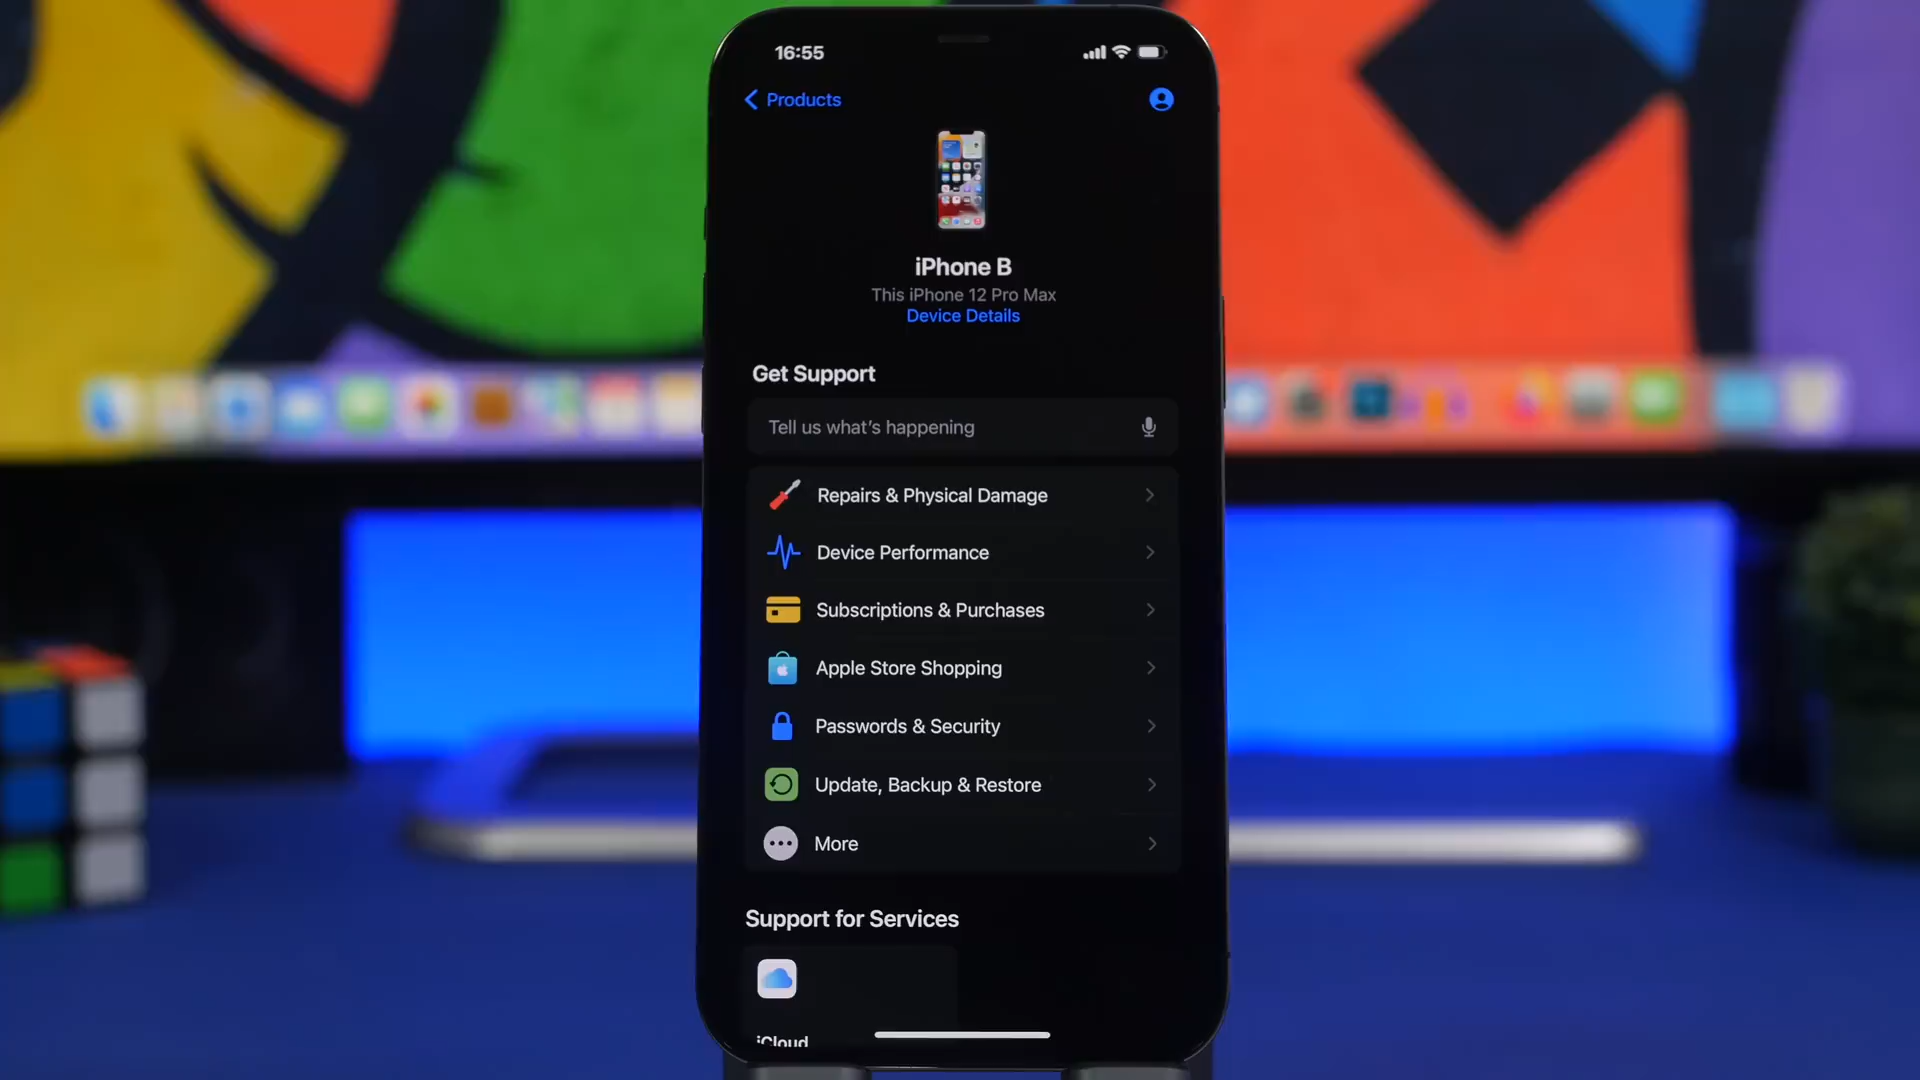 16:55
Products
iPhone B
This iPhone 12 Pro Max
Device Details
Get Support
Tell us what's happening
Repairs & Physical Damage
Device Performance
Subscriptions & Purchases
Apple Store Shopping
Passwords & Security
Update, Backup & Restore
More
Support for Services
iCloud